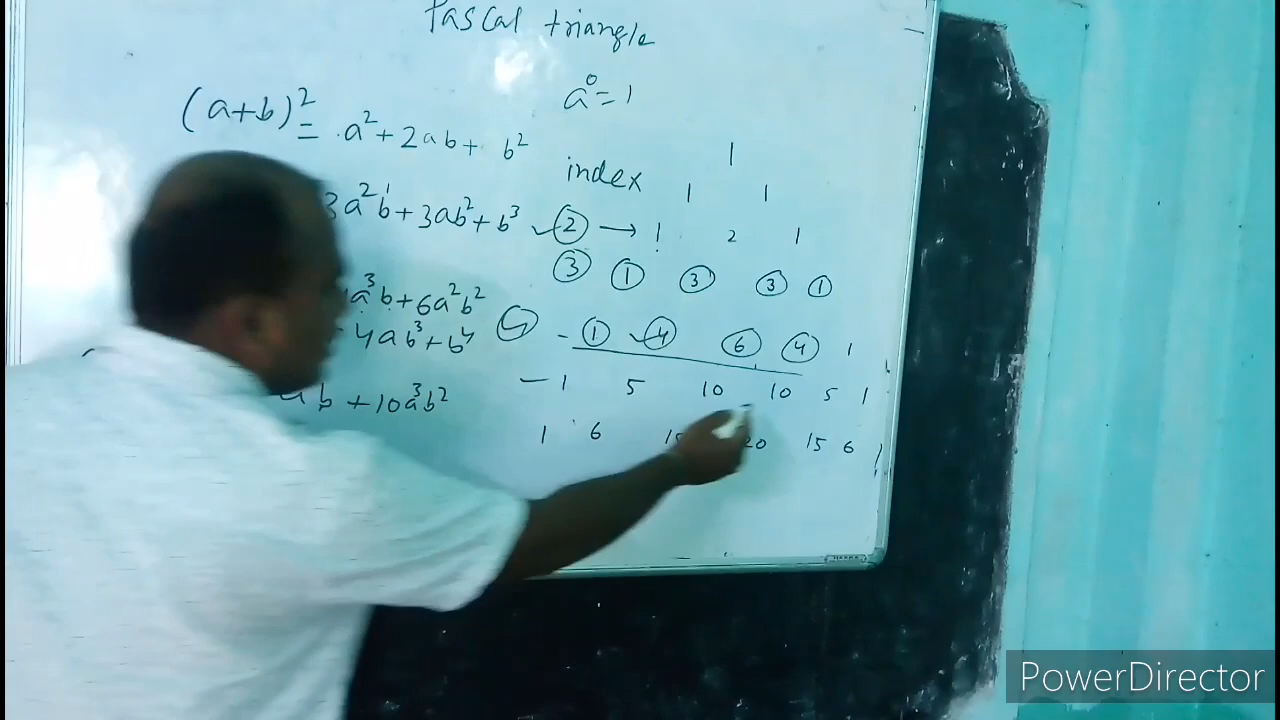 Pascal triangle
a⁰=1
(a+b)² = a²+2ab+b²
1
index
1 1
3a²b+3ab²+b³
2 → 1 2 1
3 1 3 3 1
a³b+6a²b²
4 - 1 4 6 4 1
4ab³+b⁴
- 1 5 10 10 5 1
b+10a³b²
1 6 20 15 6 1
PowerDirector